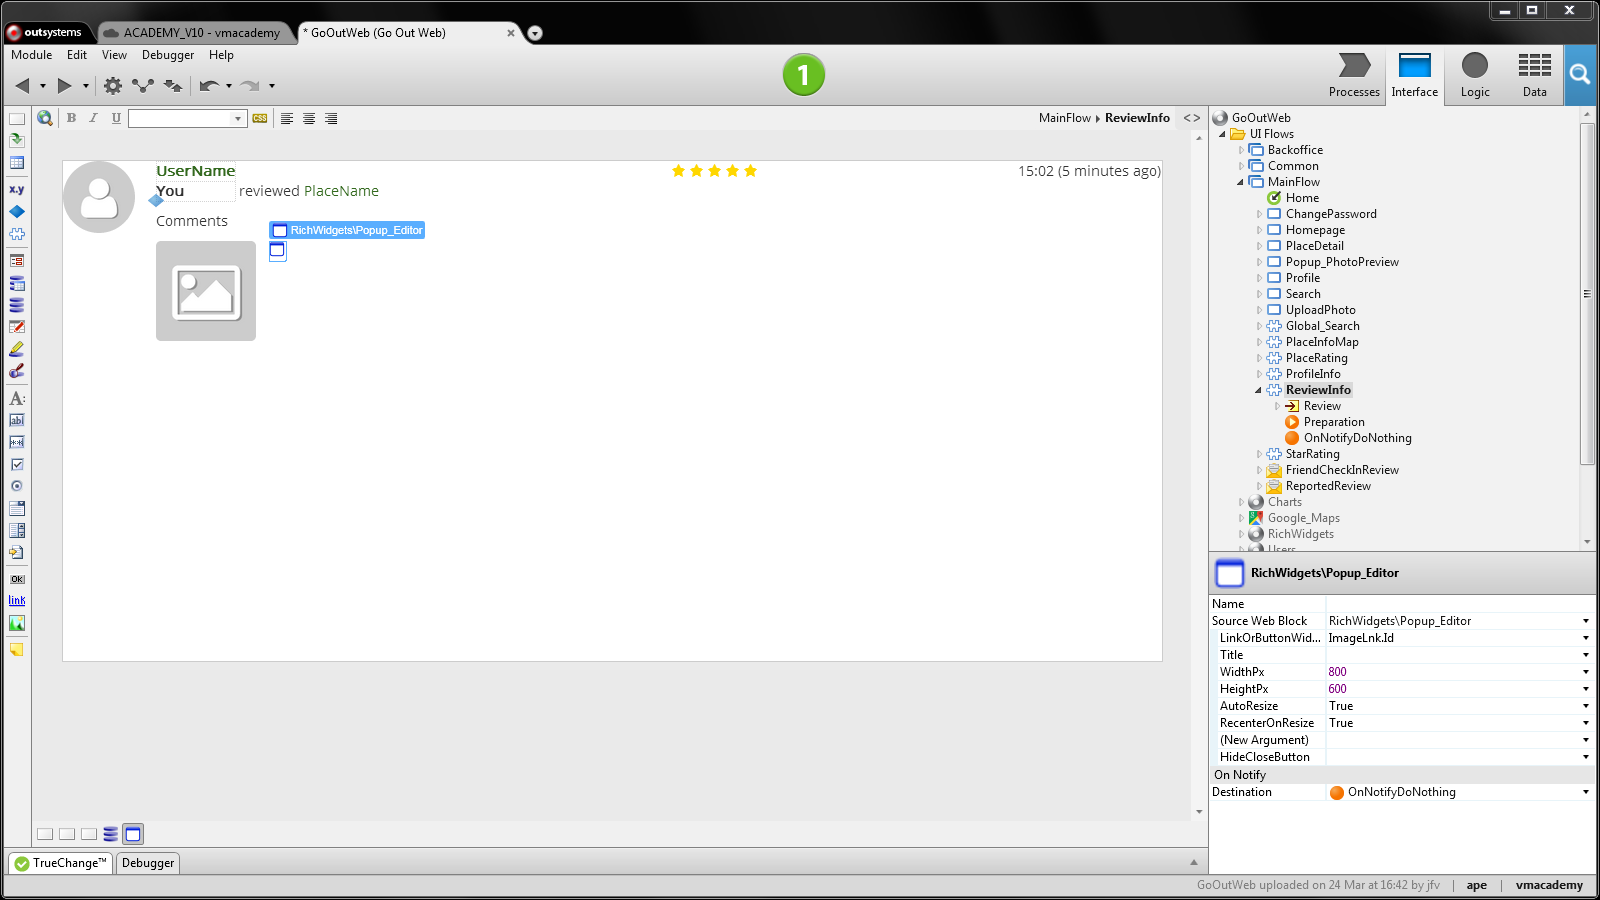 outsystems
ACADEMY_V10 - vmacademy
* GoOutWeb (Go Out Web)
Module Edit View Debugger Help
1
Processes Interface Logic Data
B I U
CSS
MainFlow ReviewInfo <>
UserName
You reviewed PlaceName
15:02 (5 minutes ago)
Comments
RichWidgets\Popup_Editor
x.y
A:
ab
OK
link
GoOutWeb
UI Flows
Backoffice
Common
MainFlow
Home
ChangePassword
Homepage
PlaceDetail
Popup_PhotoPreview
Profile
Search
UploadPhoto
Global_Search
PlaceInfoMap
PlaceRating
ProfileInfo
ReviewInfo
Review
Preparation
OnNotifyDoNothing
StarRating
FriendCheckInReview
ReportedReview
Charts
Google_Maps
RichWidgets
Users
RichWidgets\Popup_Editor
Name
Source Web Block RichWidgets\Popup_Editor
LinkOrButtonWid... ImageLnk.Id
Title
WidthPx 800
HeightPx 600
AutoResize True
RecenterOnResize True
(New Argument)
HideCloseButton
On Notify
Destination OnNotifyDoNothing
TrueChange™ Debugger
GoOutWeb uploaded on 24 Mar at 16:42 by jfv | ape | vmacademy